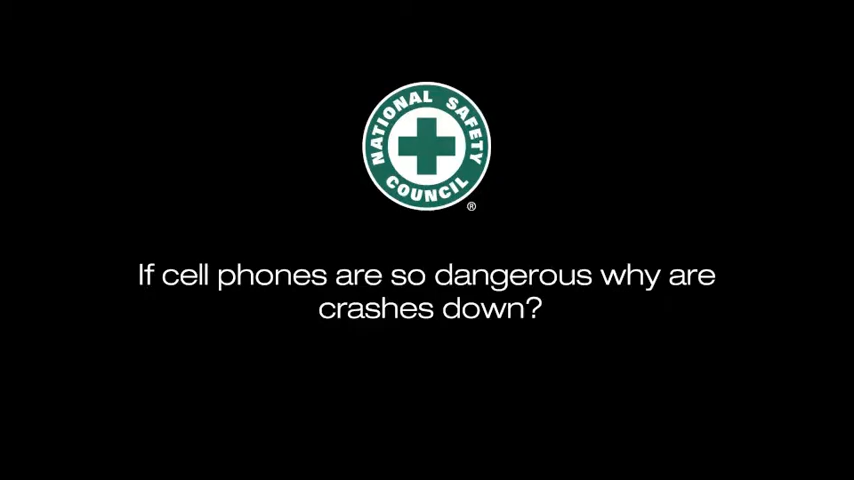 NATIONAL SAFETY
COUNCIL
®
If cell phones are so dangerous why are
crashes down?